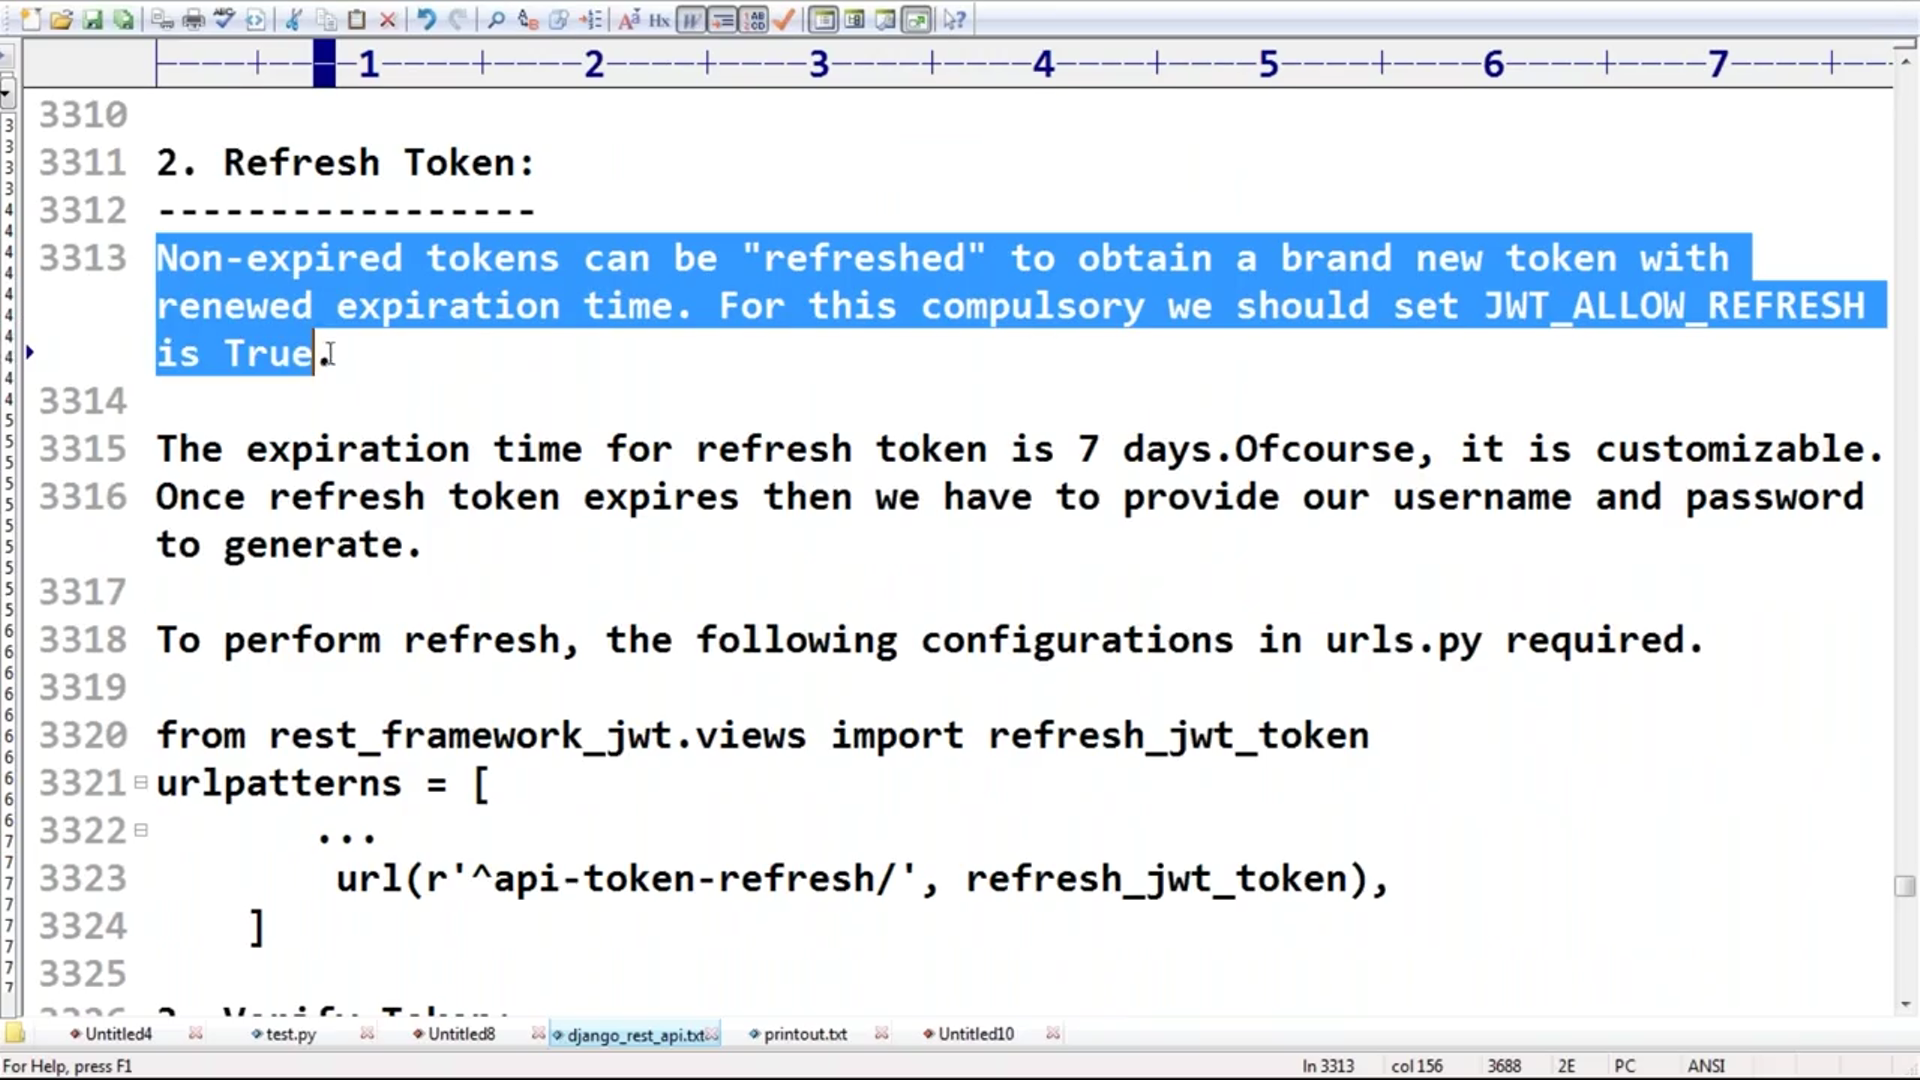 1 2 3 4 5 6 7
3310
3311 2. Refresh Token:
3312 -----------------
3313 Non-expired tokens can be "refreshed" to obtain a brand new token with
renewed expiration time. For this compulsory we should set JWT_ALLOW_REFRESH
is True.
3314
3315 The expiration time for refresh token is 7 days.Ofcourse, it is customizable.
3316 Once refresh token expires then we have to provide our username and password
to generate.
3317
3318 To perform refresh, the following configurations in urls.py required.
3319
3320 from rest_framework_jwt.views import refresh_jwt_token
3321 urlpatterns = [
3322 ...
3323 url(r'^api-token-refresh/', refresh_jwt_token),
3324 ]
3325
Untitled4 test.py Untitled8 django_rest_api.txt printout.txt Untitled10
For Help, press F1 ln 3313 col 156 3688 2E PC ANSI